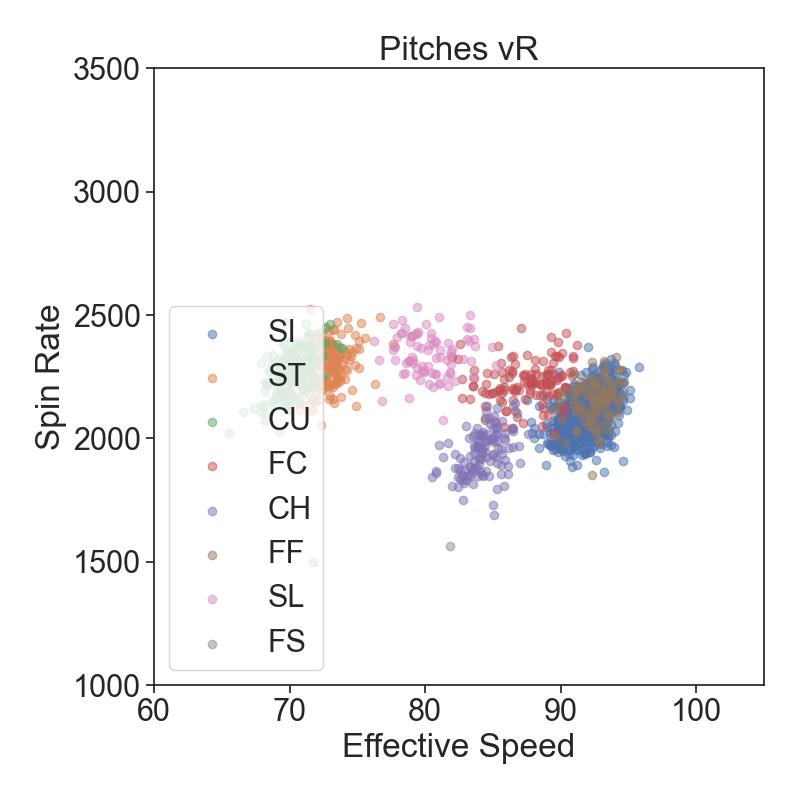 Pitches vR
3500
3000
2500
2000
1500
1000
Spin Rate
SI
ST
CU
FC
CH
FF
SL
FS
60
70
80
90
100
Effective Speed